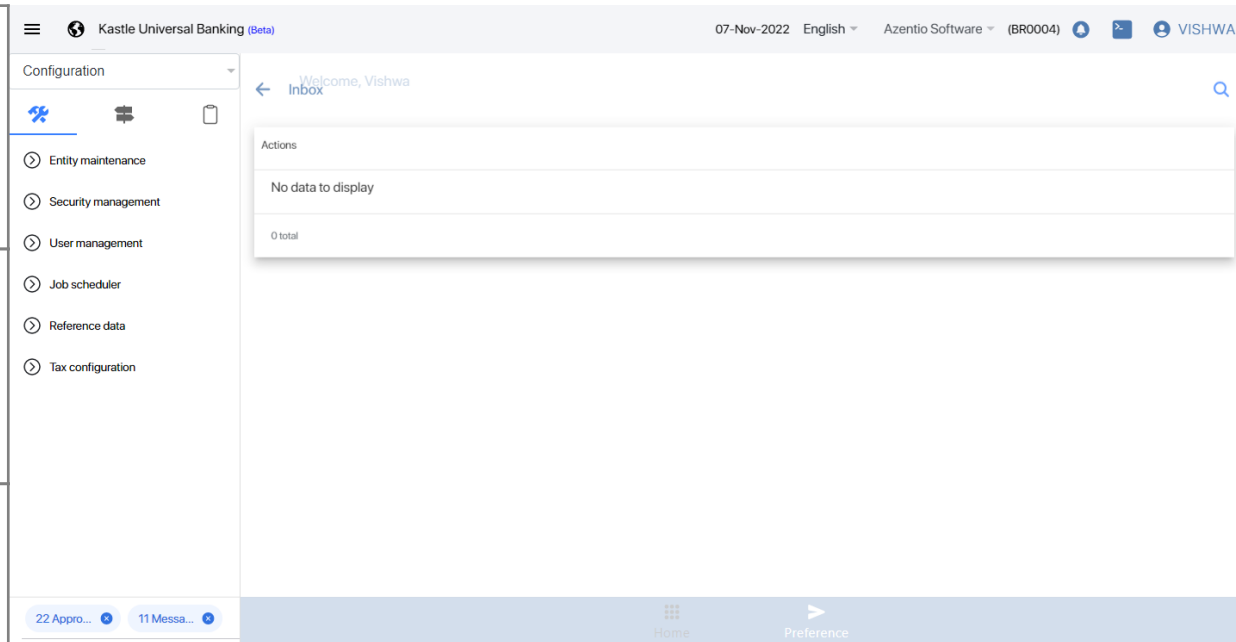 Kastle Universal Banking (Beta) 07-Nov-2022 English Azentio Software (BR0004) VISHWA
Configuration
Welcome, Vishwa
Inbox
Actions
Entity maintenance
No data to display
Security management
0 total
User management
Job scheduler
Reference data
Tax configuration
22 Appro... 11 Messa...
Home Preference